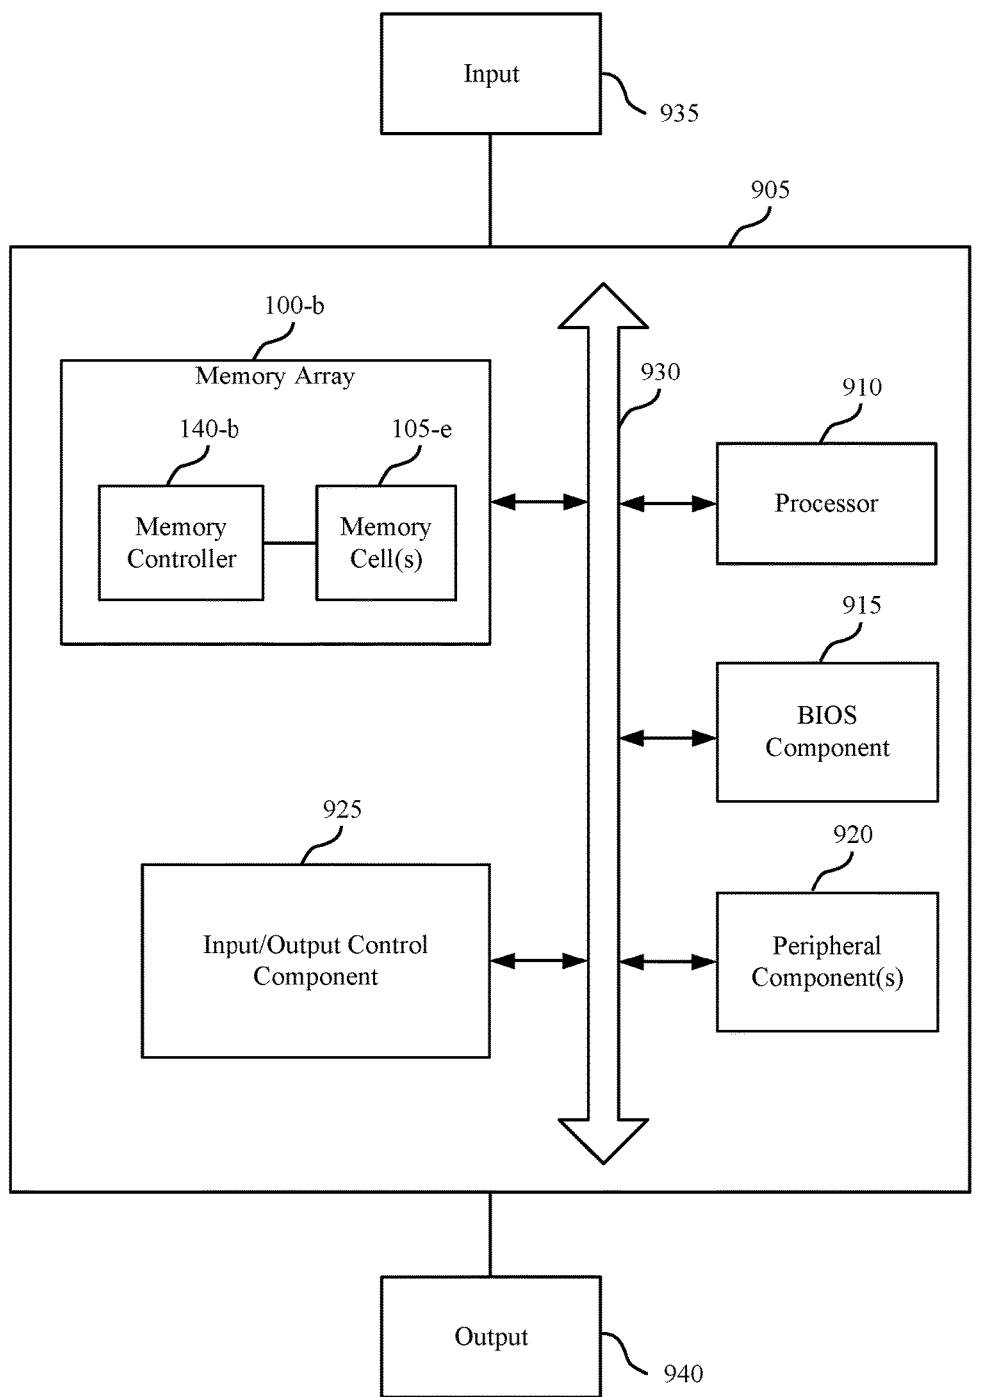 Input
935
905
100-b
Memory Array
140-b
105-e
Memory
Controller
Memory
Cell(s)
930
910
Processor
915
BIOS
Component
925
Input/Output Control
Component
920
Peripheral
Component(s)
Output
940